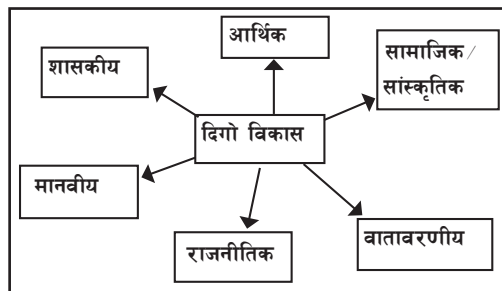 आर्थिक
सामाजिक/
सांस्कृतिक
शासकीय
दिगो विकास
मानवीय
राजनीतिक
वातावरणीय